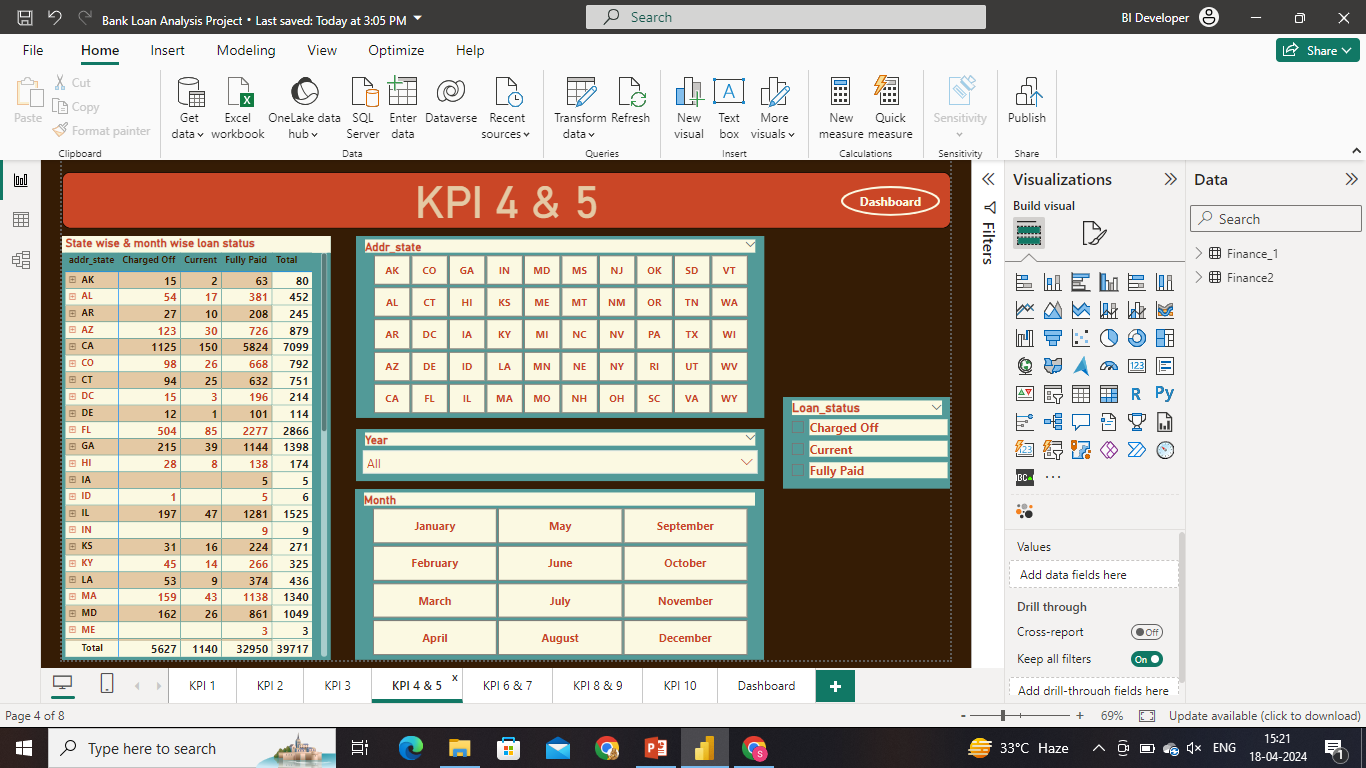 Bank Loan Analysis Project • Last saved: Today at 3:05 PM
Search
BI Developer
File Home Insert Modeling View Optimize Help
Share
Paste
Cut
Copy
Format painter
Get data
Excel workbook
OneLake data hub
SQL Server
Enter data
Dataverse
Recent sources
Transform data
Refresh
New visual
Text box
More visuals
New measure
Quick measure
Sensitivity
Publish
Clipboard Data Queries Insert Calculations Sensitivity Share
KPI 4 & 5
Dashboard
State wise & month wise loan status
addr_state Charged Off Current Fully Paid Total
AK 15 2 63 80
AL 54 17 381 452
AR 27 10 208 245
AZ 123 30 726 879
CA 1125 150 5824 7099
CO 98 26 668 792
CT 94 25 632 751
DC 15 3 196 214
DE 12 1 101 114
FL 504 85 2277 2866
GA 215 39 1144 1398
HI 28 8 138 174
IA 5 5
ID 1 5 6
IL 197 47 1281 1525
IN 9 9
KS 31 16 224 271
KY 45 14 266 325
LA 53 9 374 436
MA 159 43 1138 1340
MD 162 26 861 1049
ME 3 3
Total 5627 1140 32950 39717
Addr_state
AK CO GA IN MD MS NJ OK SD VT
AL CT HI KS ME MT NM OR TN WA
AR DC IA KY MI NC NV PA TX WI
AZ DE ID LA MN NE NY RI UT WV
CA FL IL MA MO NH OH SC VA WY
Year
All
Month
January May September
February June October
March July November
April August December
Loan_status
Charged Off
Current
Fully Paid
Filters
Visualizations
Build visual
R Py
123
Values
Add data fields here
Drill through
Cross-report Off
Keep all filters On
Add drill-through fields here
Data
Search
Finance_1
Finance2
KPI 1 KPI 2 KPI 3 KPI 4 & 5 x KPI 6 & 7 KPI 8 & 9 KPI 10 Dashboard +
Page 4 of 8
- + 69% Update available (click to download)
Type here to search
33°C Haze
ENG
15:21
18-04-2024
1